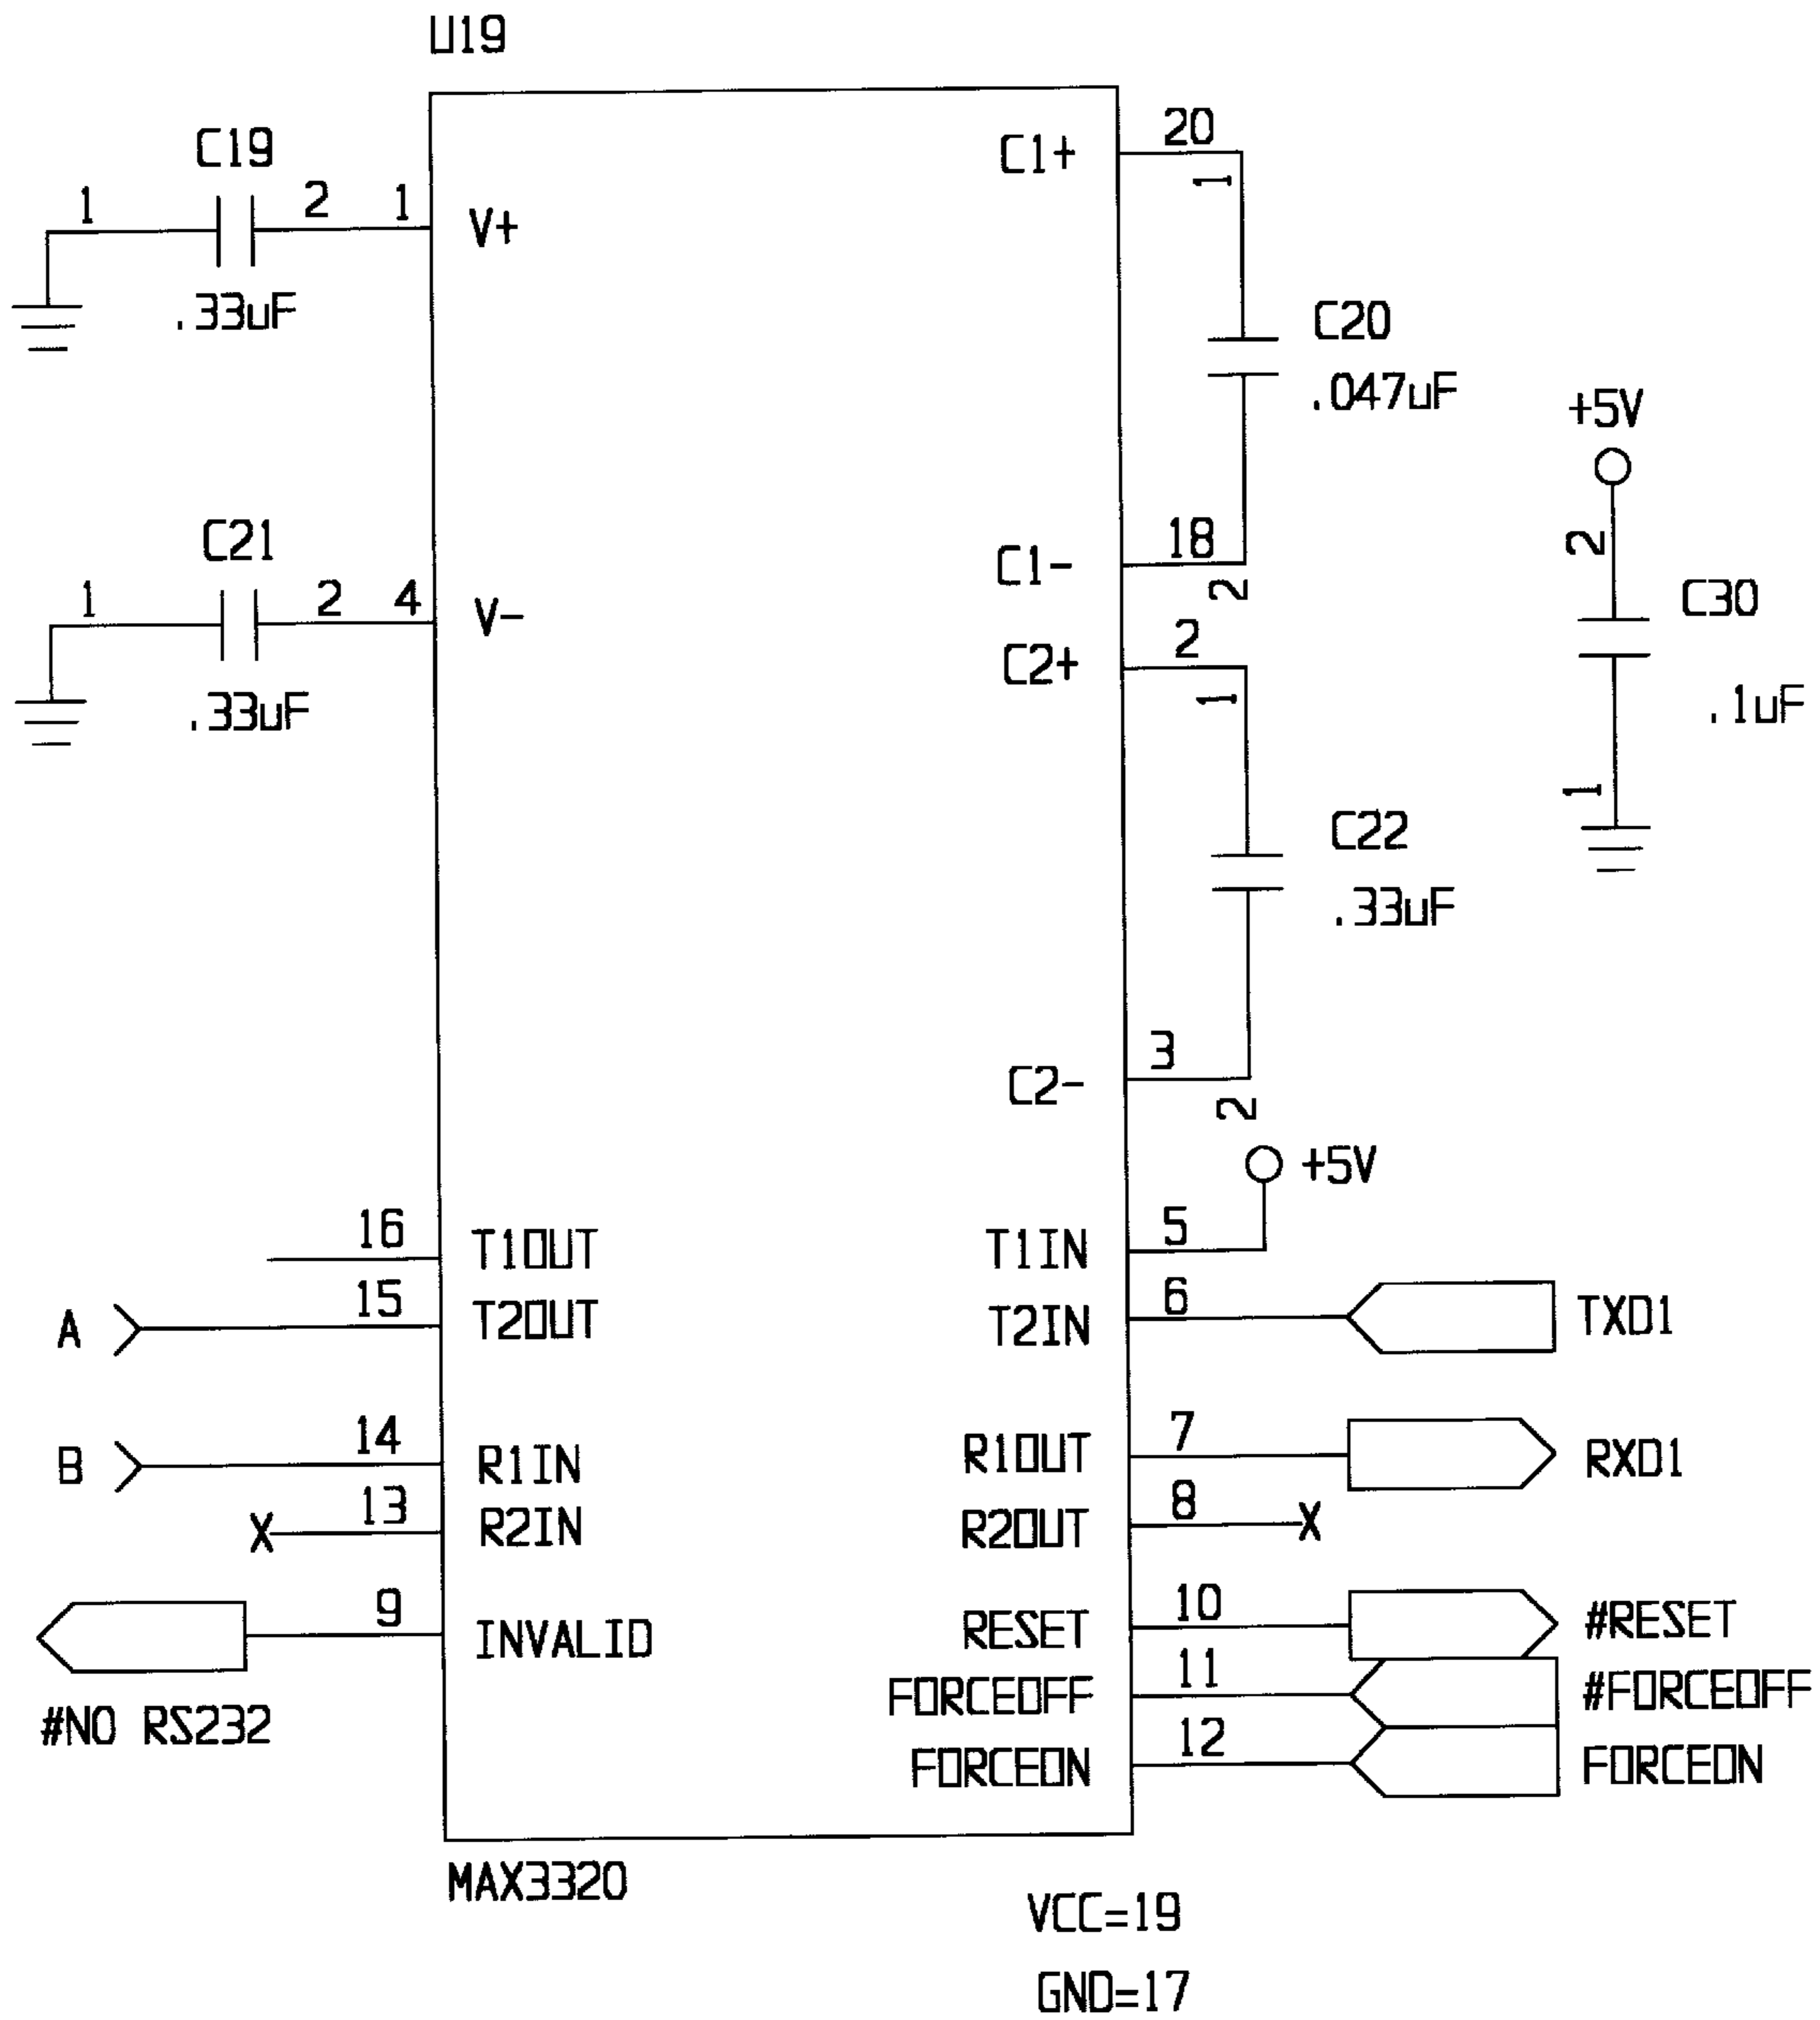 U19
C19
1 2 1 V+
.33uF
C1+ 20
1
C20
.047uF
C1- 18
2
C21
1 2 4 V-
.33uF
C2+ 2
1
C22
.33uF
C2- 3
2
+5V
2
C30
.1uF
1
+5V
16 T1OUT T1IN 5
A 15 T2OUT T2IN 6 TXD1
B 14 R1IN R1OUT 7 RXD1
X 13 R2IN R2OUT 8 X
9 INVALID RESET 10 #RESET
#NO RS232
FORCEOFF 11 #FORCEOFF
FORCEON 12 FORCEON
MAX3320
VCC=19
GND=17